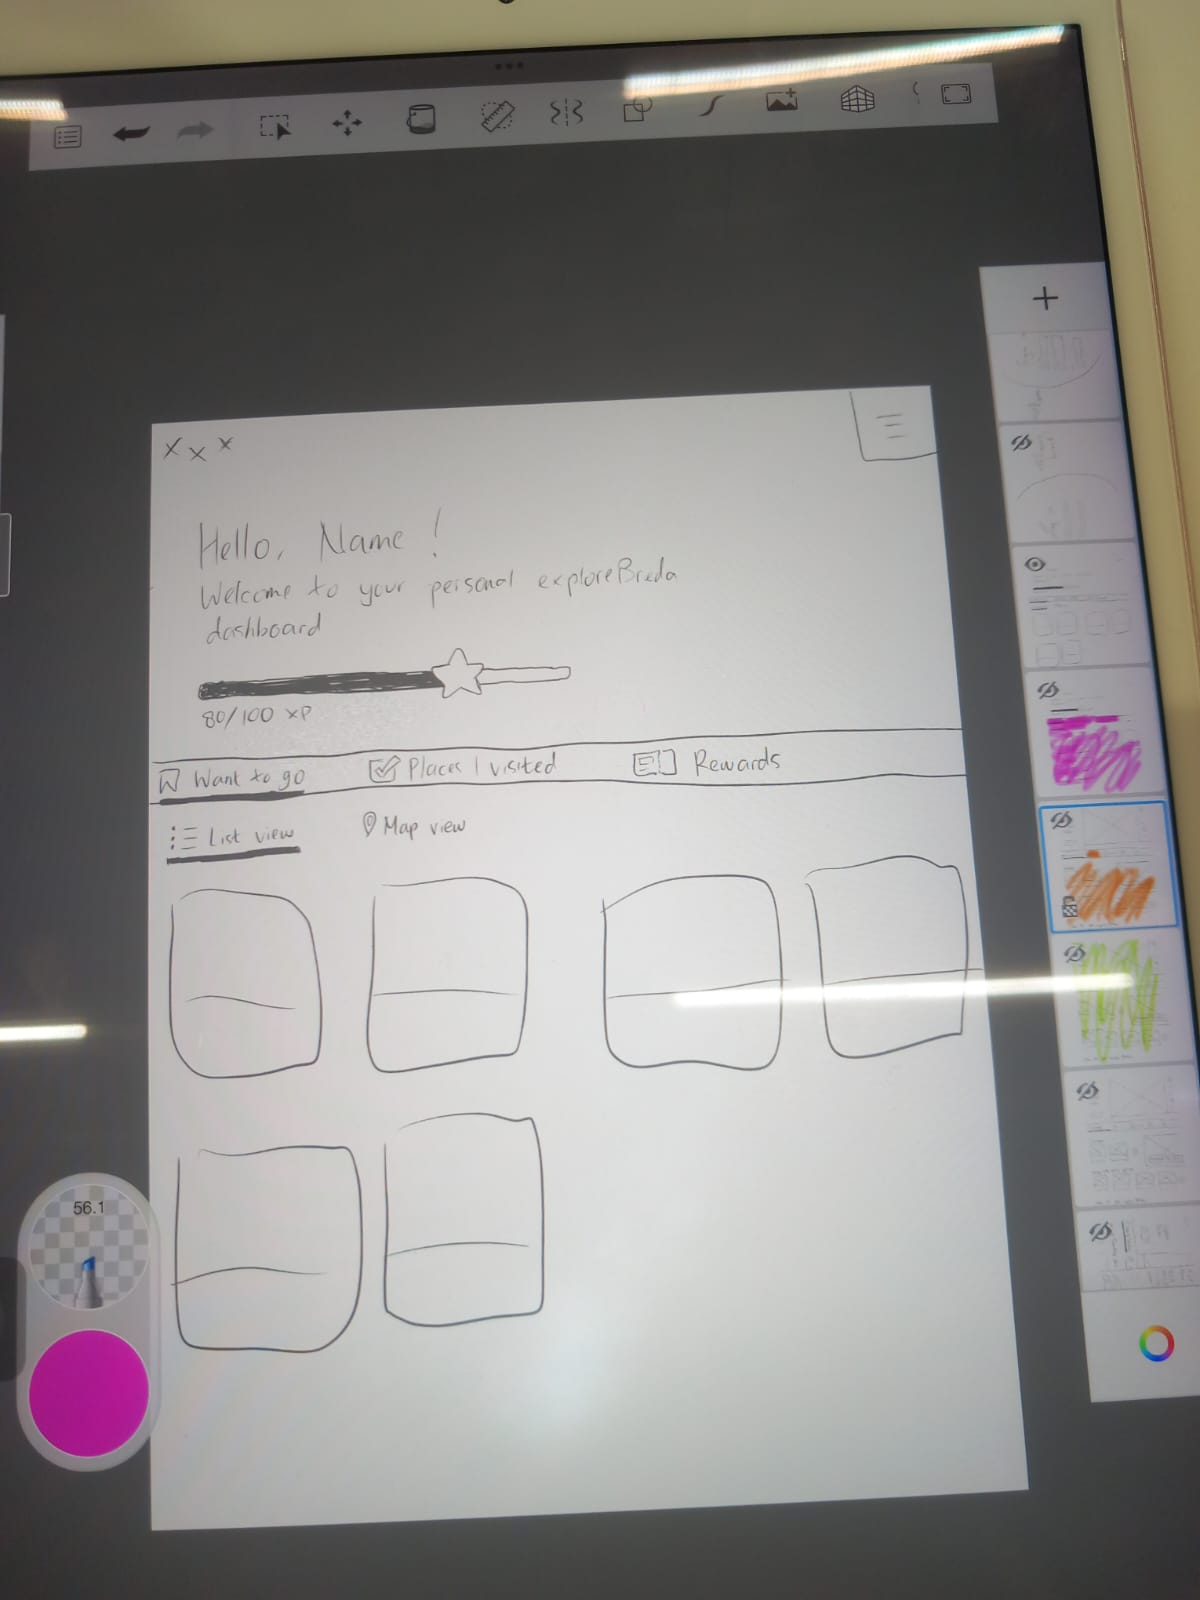 x x x
Hello, Name !
Welcome to your personal exploreBreda
dashboard
80/100 XP
Want to go Places I visited Rewards
List view Map view
56.1